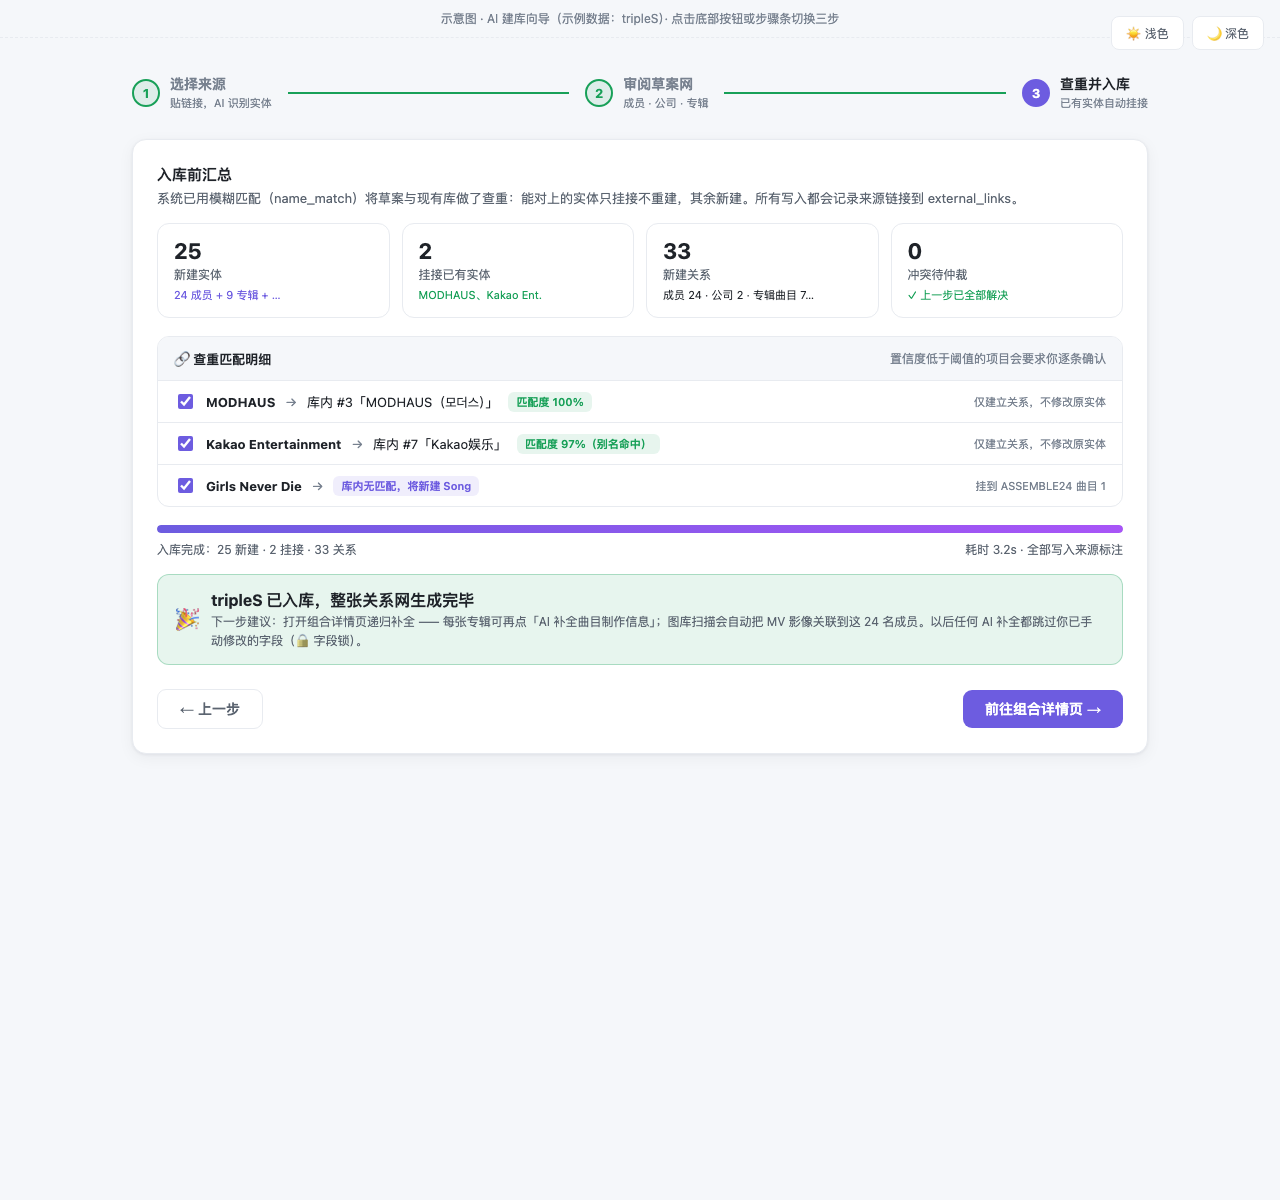 示意图 · AI 建库向导（示例数据：tripleS）· 点击底部按钮或步骤条切换三步
☀️ 浅色
🌙 深色
1
选择来源
贴链接，AI 识别实体
2
审阅草案网
成员 · 公司 · 专辑
3
查重并入库
已有实体自动挂接
入库前汇总
系统已用模糊匹配（name_match）将草案与现有库做了查重：能对上的实体只挂接不重建，其余新建。所有写入都会记录来源链接到 external_links。
25
新建实体
24 成员 + 9 专辑 + ...
2
挂接已有实体
MODHAUS、Kakao Ent.
33
新建关系
成员 24 · 公司 2 · 专辑曲目 7...
0
冲突待仲裁
✓ 上一步已全部解决
🔗 查重匹配明细
置信度低于阈值的项目会要求你逐条确认
MODHAUS → 库内 #3「MODHAUS（모더스）」 匹配度 100%
仅建立关系，不修改原实体
Kakao Entertainment → 库内 #7「Kakao娱乐」 匹配度 97%（别名命中）
仅建立关系，不修改原实体
Girls Never Die → 库内无匹配，将新建 Song
挂到 ASSEMBLE24 曲目 1
入库完成：25 新建 · 2 挂接 · 33 关系
耗时 3.2s · 全部写入来源标注
🎉
tripleS 已入库，整张关系网生成完毕
下一步建议：打开组合详情页递归补全 —— 每张专辑可再点「AI 补全曲目制作信息」；图库扫描会自动把 MV 影像关联到这 24 名成员。以后任何 AI 补全都跳过你已手
动修改的字段（🔒 字段锁）。
← 上一步
前往组合详情页 →